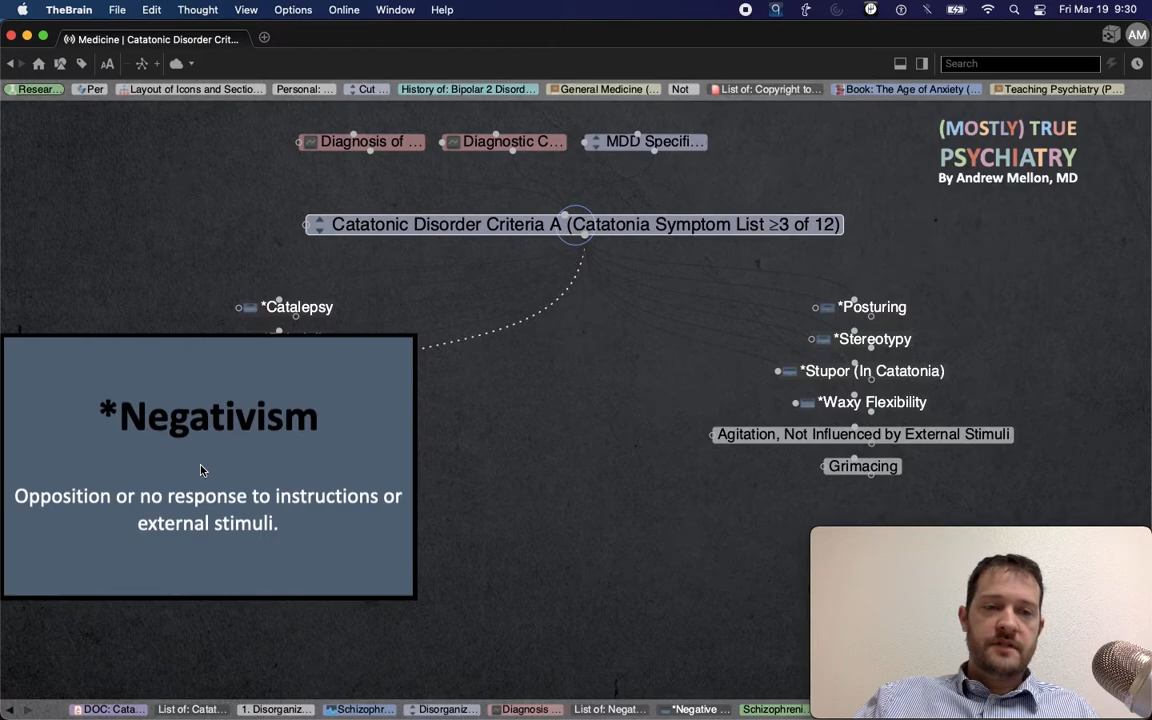 TheBrain File Edit Thought View Options Online Window Help Fri Mar 19 9:30
Medicine | Catatonic Disorder Crit... AM
AA Search
Resear... Per Layout of Icons and Sectio... Personal: ... Cut ... History of: Bipolar 2 Disord... General Medicine (... Not List of: Copyright to... Book: The Age of Anxiety (... Teaching Psychiatry (P...
(MOSTLY) TRUE
PSYCHIATRY
By Andrew Mellon, MD
Diagnosis of ... Diagnostic C... MDD Specifi...
Catatonic Disorder Criteria A (Catatonia Symptom List ≥3 of 12)
*Catalepsy
*Negativism
Opposition or no response to instructions or
external stimuli.
*Posturing
*Stereotypy
*Stupor (In Catatonia)
*Waxy Flexibility
Agitation, Not Influenced by External Stimuli
Grimacing
DOC: Cata... List of: Catat... 1. Disorganiz... Schizophr... Disorganiz... Diagnosis ... List of: Negat... *Negative ... Schizophreni...